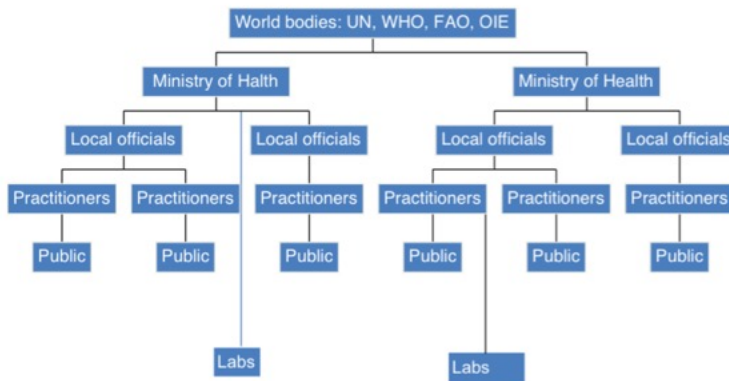 World bodies: UN, WHO, FAO, OIE
Ministry of Halth
Ministry of Health
Local officials
Local officials
Local officials
Local officials
Practitioners
Practitioners
Practitioners
Practitioners
Practitioners
Practitioners
Public
Public
Public
Public
Public
Public
Labs
Labs